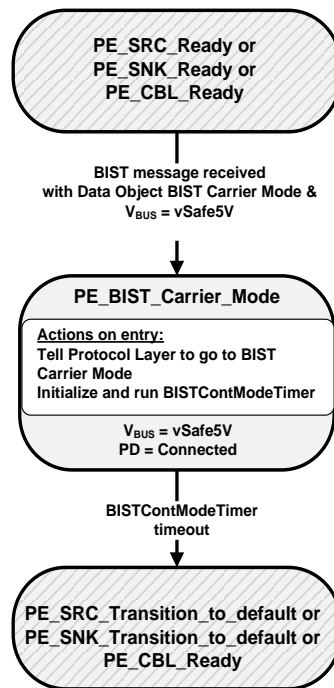 PE_SRC_Ready or
PE_SNK_Ready or
PE_CBL_Ready
BIST message received
with Data Object BIST Carrier Mode &
VBUS = vSafe5V
PE_BIST_Carrier_Mode
Actions on entry:
Tell Protocol Layer to go to BIST
Carrier Mode
Initialize and run BISTContModeTimer
VBUS = vSafe5V
PD = Connected
BISTContModeTimer
timeout
PE_SRC_Transition_to_default or
PE_SNK_Transition_to_default or
PE_CBL_Ready